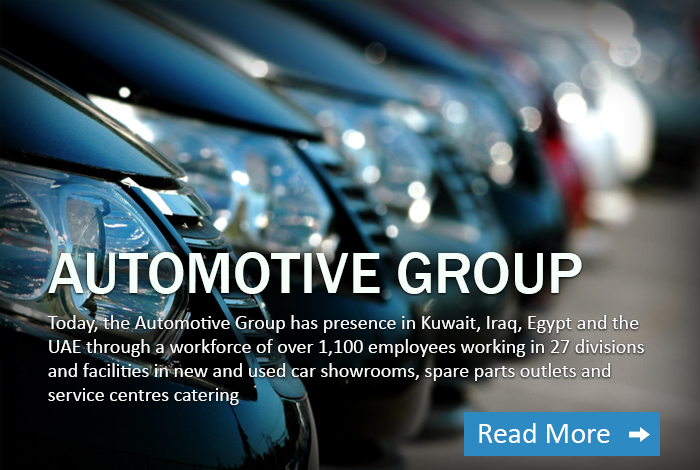 AUTOMOTIVE GROUP
Today, the Automotive Group has presence in Kuwait, Iraq, Egypt and the
UAE through a workforce of over 1,100 employees working in 27 divisions
and facilities in new and used car showrooms, spare parts outlets and
service centres catering
Read More